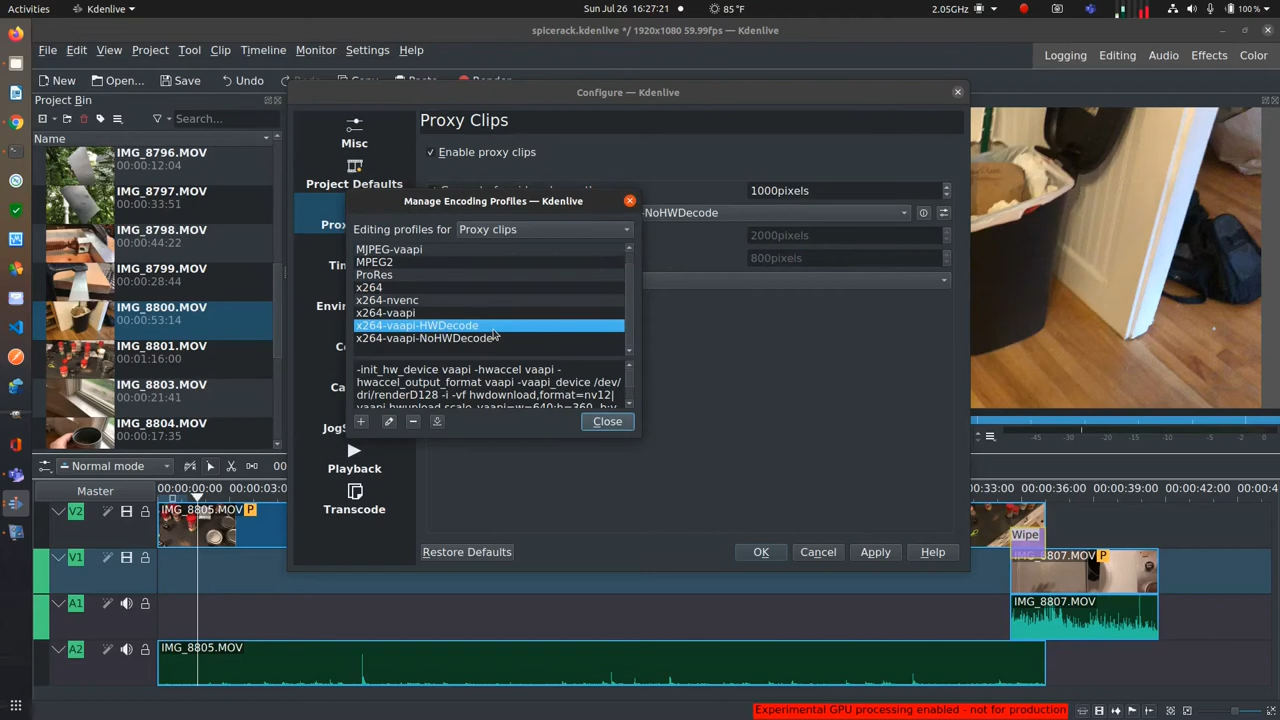 Activities
Kdenlive
Sun Jul 26 16:27:21
85 °F
2.05GHz
100 %
spicerack.kdenlive */ 1920x1080 59.99fps — Kdenlive
File Edit View Project Tool Clip Timeline Monitor Settings Help
Logging Editing Audio Effects Color
New Open... Save Undo
Project Bin
Search...
Name
IMG_8796.MOV
00:00:12:04
IMG_8797.MOV
00:00:33:51
IMG_8798.MOV
00:00:44:22
IMG_8799.MOV
00:00:28:44
IMG_8800.MOV
00:00:53:14
IMG_8801.MOV
00:01:16:00
IMG_8803.MOV
IMG_8804.MOV
00:00:17:35
Configure — Kdenlive
Misc
Project Defaults
Playback
Transcode
Proxy Clips
Enable proxy clips
1000pixels
-NoHWDecode
2000pixels
800pixels
Restore Defaults
OK
Cancel
Apply
Help
Manage Encoding Profiles — Kdenlive
Editing profiles for Proxy clips
MJPEG-vaapi
MPEG2
ProRes
x264
x264-nvenc
x264-vaapi
x264-vaapi-HWDecode
x264-vaapi-NoHWDecode
-init_hw_device vaapi -hwaccel vaapi -
hwaccel_output_format vaapi -vaapi_device /dev/
dri/renderD128 -i -vf hwdownload,format=nv12|
Close
-45 -36 -30 -24 -18 -12 -6 0
Normal mode
Master
00:00:00:00
00:00:03:0
:33:00
00:00:36:00
00:00:39:00
00:00:42:00
00:00:4
V2
IMG_8805.MOV
P
Wipe
V1
IMG_8807.MOV
P
A1
IMG_8807.MOV
A2
IMG_8805.MOV
Experimental GPU processing enabled - not for production